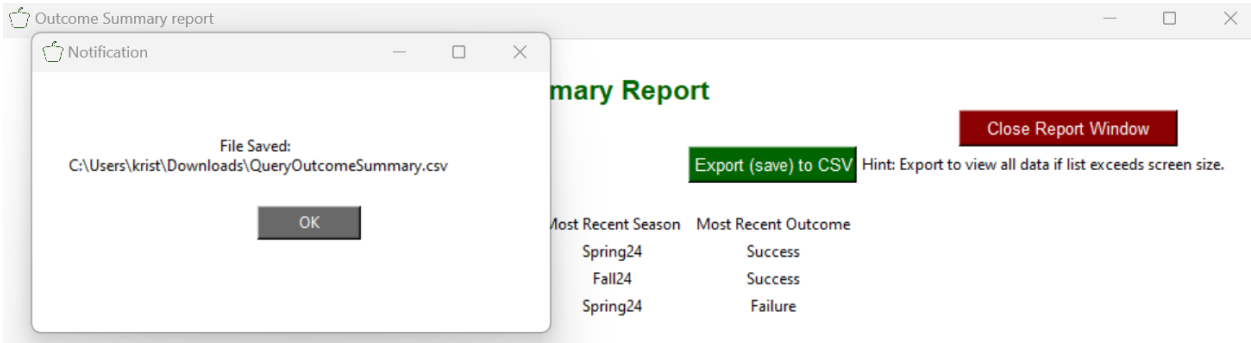 Outcome Summary report
Notification
mary Report
Close Report Window
File Saved:
C:\Users\krist\Downloads\QueryOutcomeSummary.csv
Export (save) to CSV Hint: Export to view all data if list exceeds screen size.
OK
Most Recent Season Most Recent Outcome
Spring24 Success
Fall24 Success
Spring24 Failure